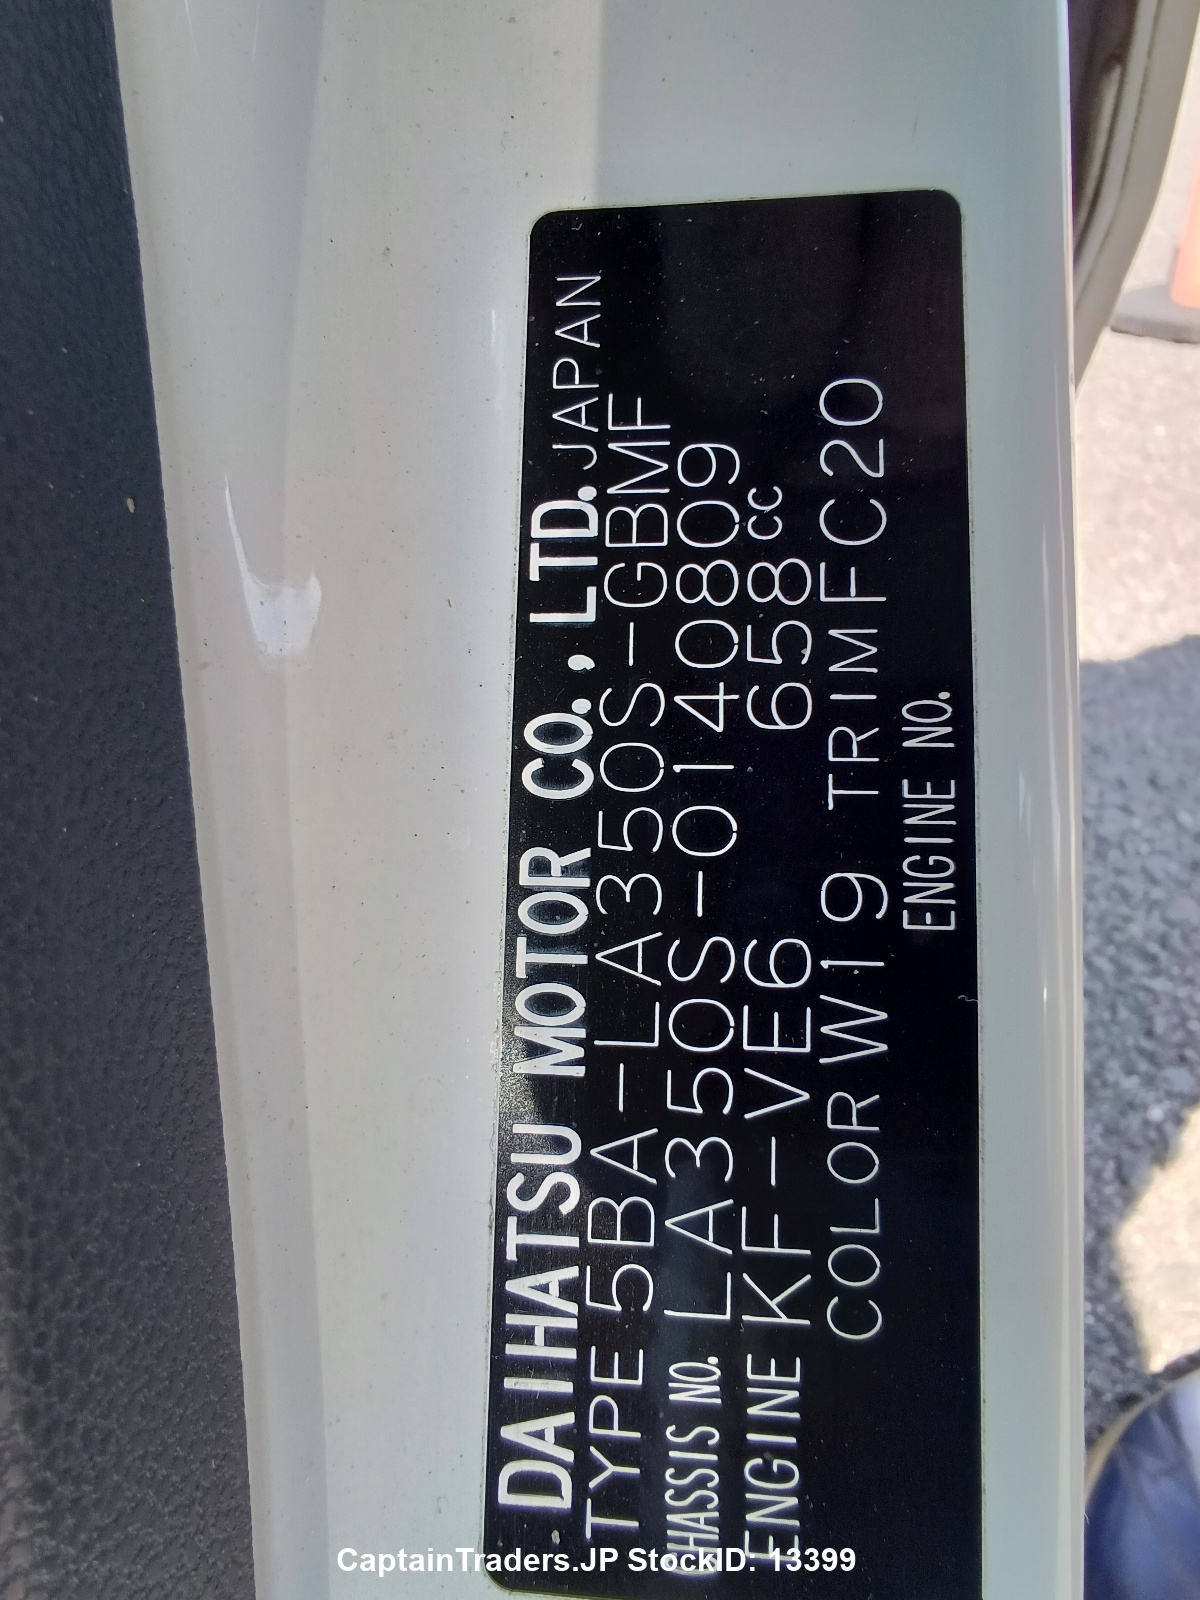 DAIHATSU MOTOR CO., LTD. JAPAN
TYPE 5BA-LA350S-GBMF
CHASSIS NO. LA350S-0140809
ENGINE KF-VE6 658cc
COLOR W19 TRIM FC20
ENGINE NO.
CaptainTraders.JP StockID: 13399